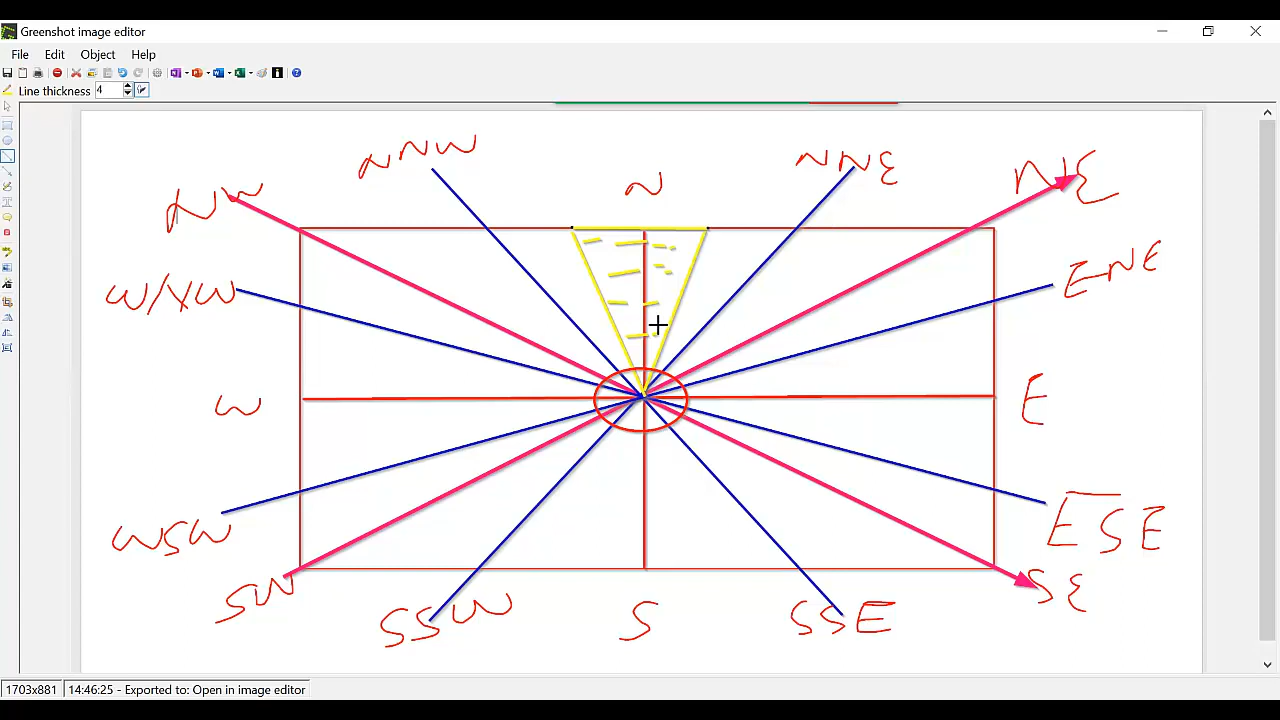 Greenshot image editor
File Edit Object Help
Line thickness 4
NNW
NNE
N
NE
NW
ENE
W/XW
W
E
WSW
ESE
SW
SE
SSW
S
SSE
1703x881 14:46:25 - Exported to: Open in image editor